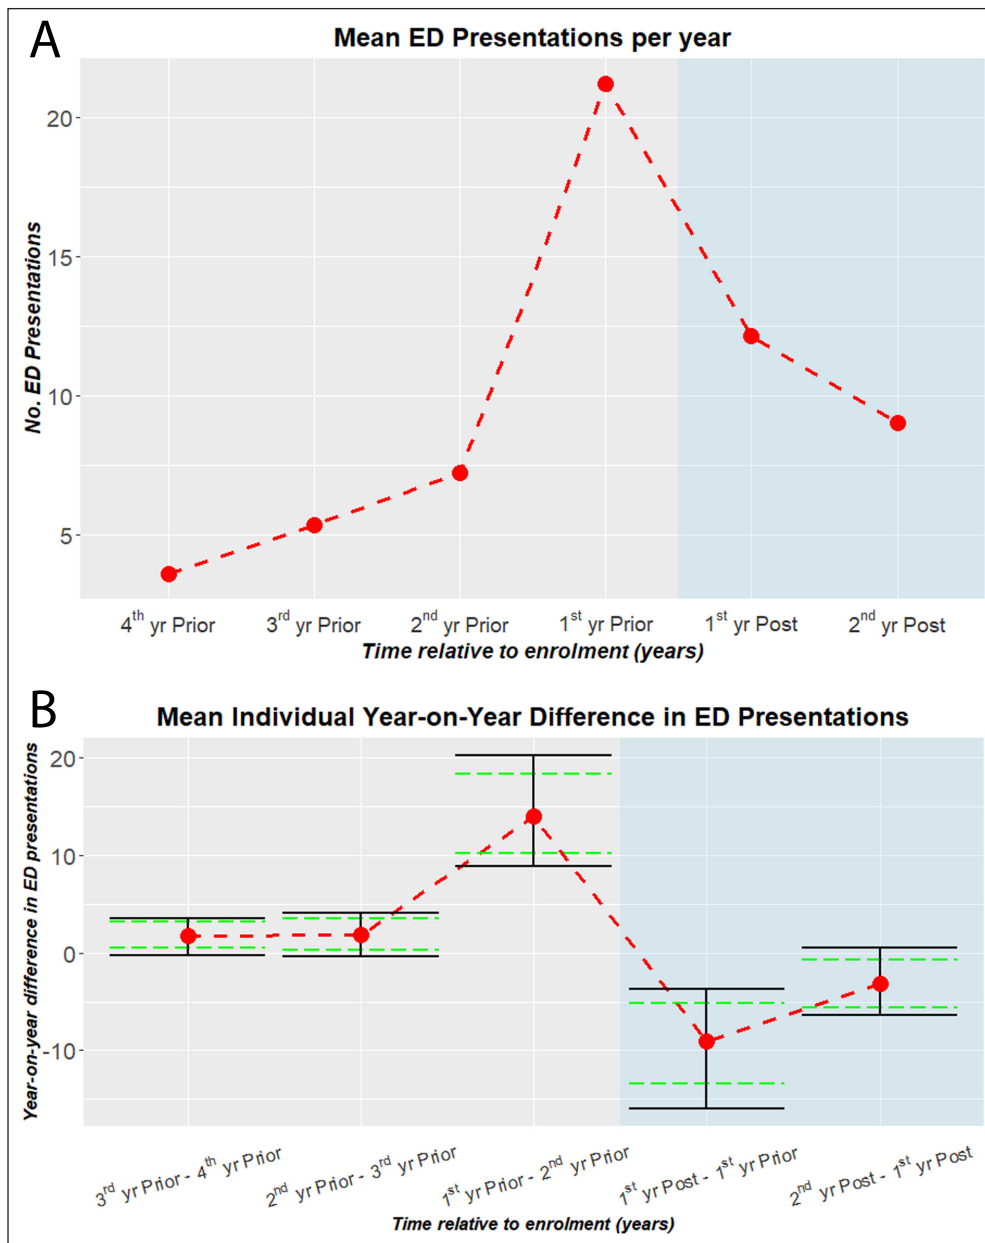 A
Mean ED Presentations per year
No. ED Presentations
20
15
10
5
4th yr Prior
3rd yr Prior
2nd yr Prior
1st yr Prior
1st yr Post
2nd yr Post
Time relative to enrolment (years)
B
Mean Individual Year-on-Year Difference in ED Presentations
Year-on-year difference in ED presentations
20
10
0
-10
3rd yr Prior - 4th yr Prior
2nd yr Prior - 3rd yr Prior
1st yr Prior - 2nd yr Prior
1st yr Post - 1st yr Prior
2nd yr Post - 1st yr Post
Time relative to enrolment (years)